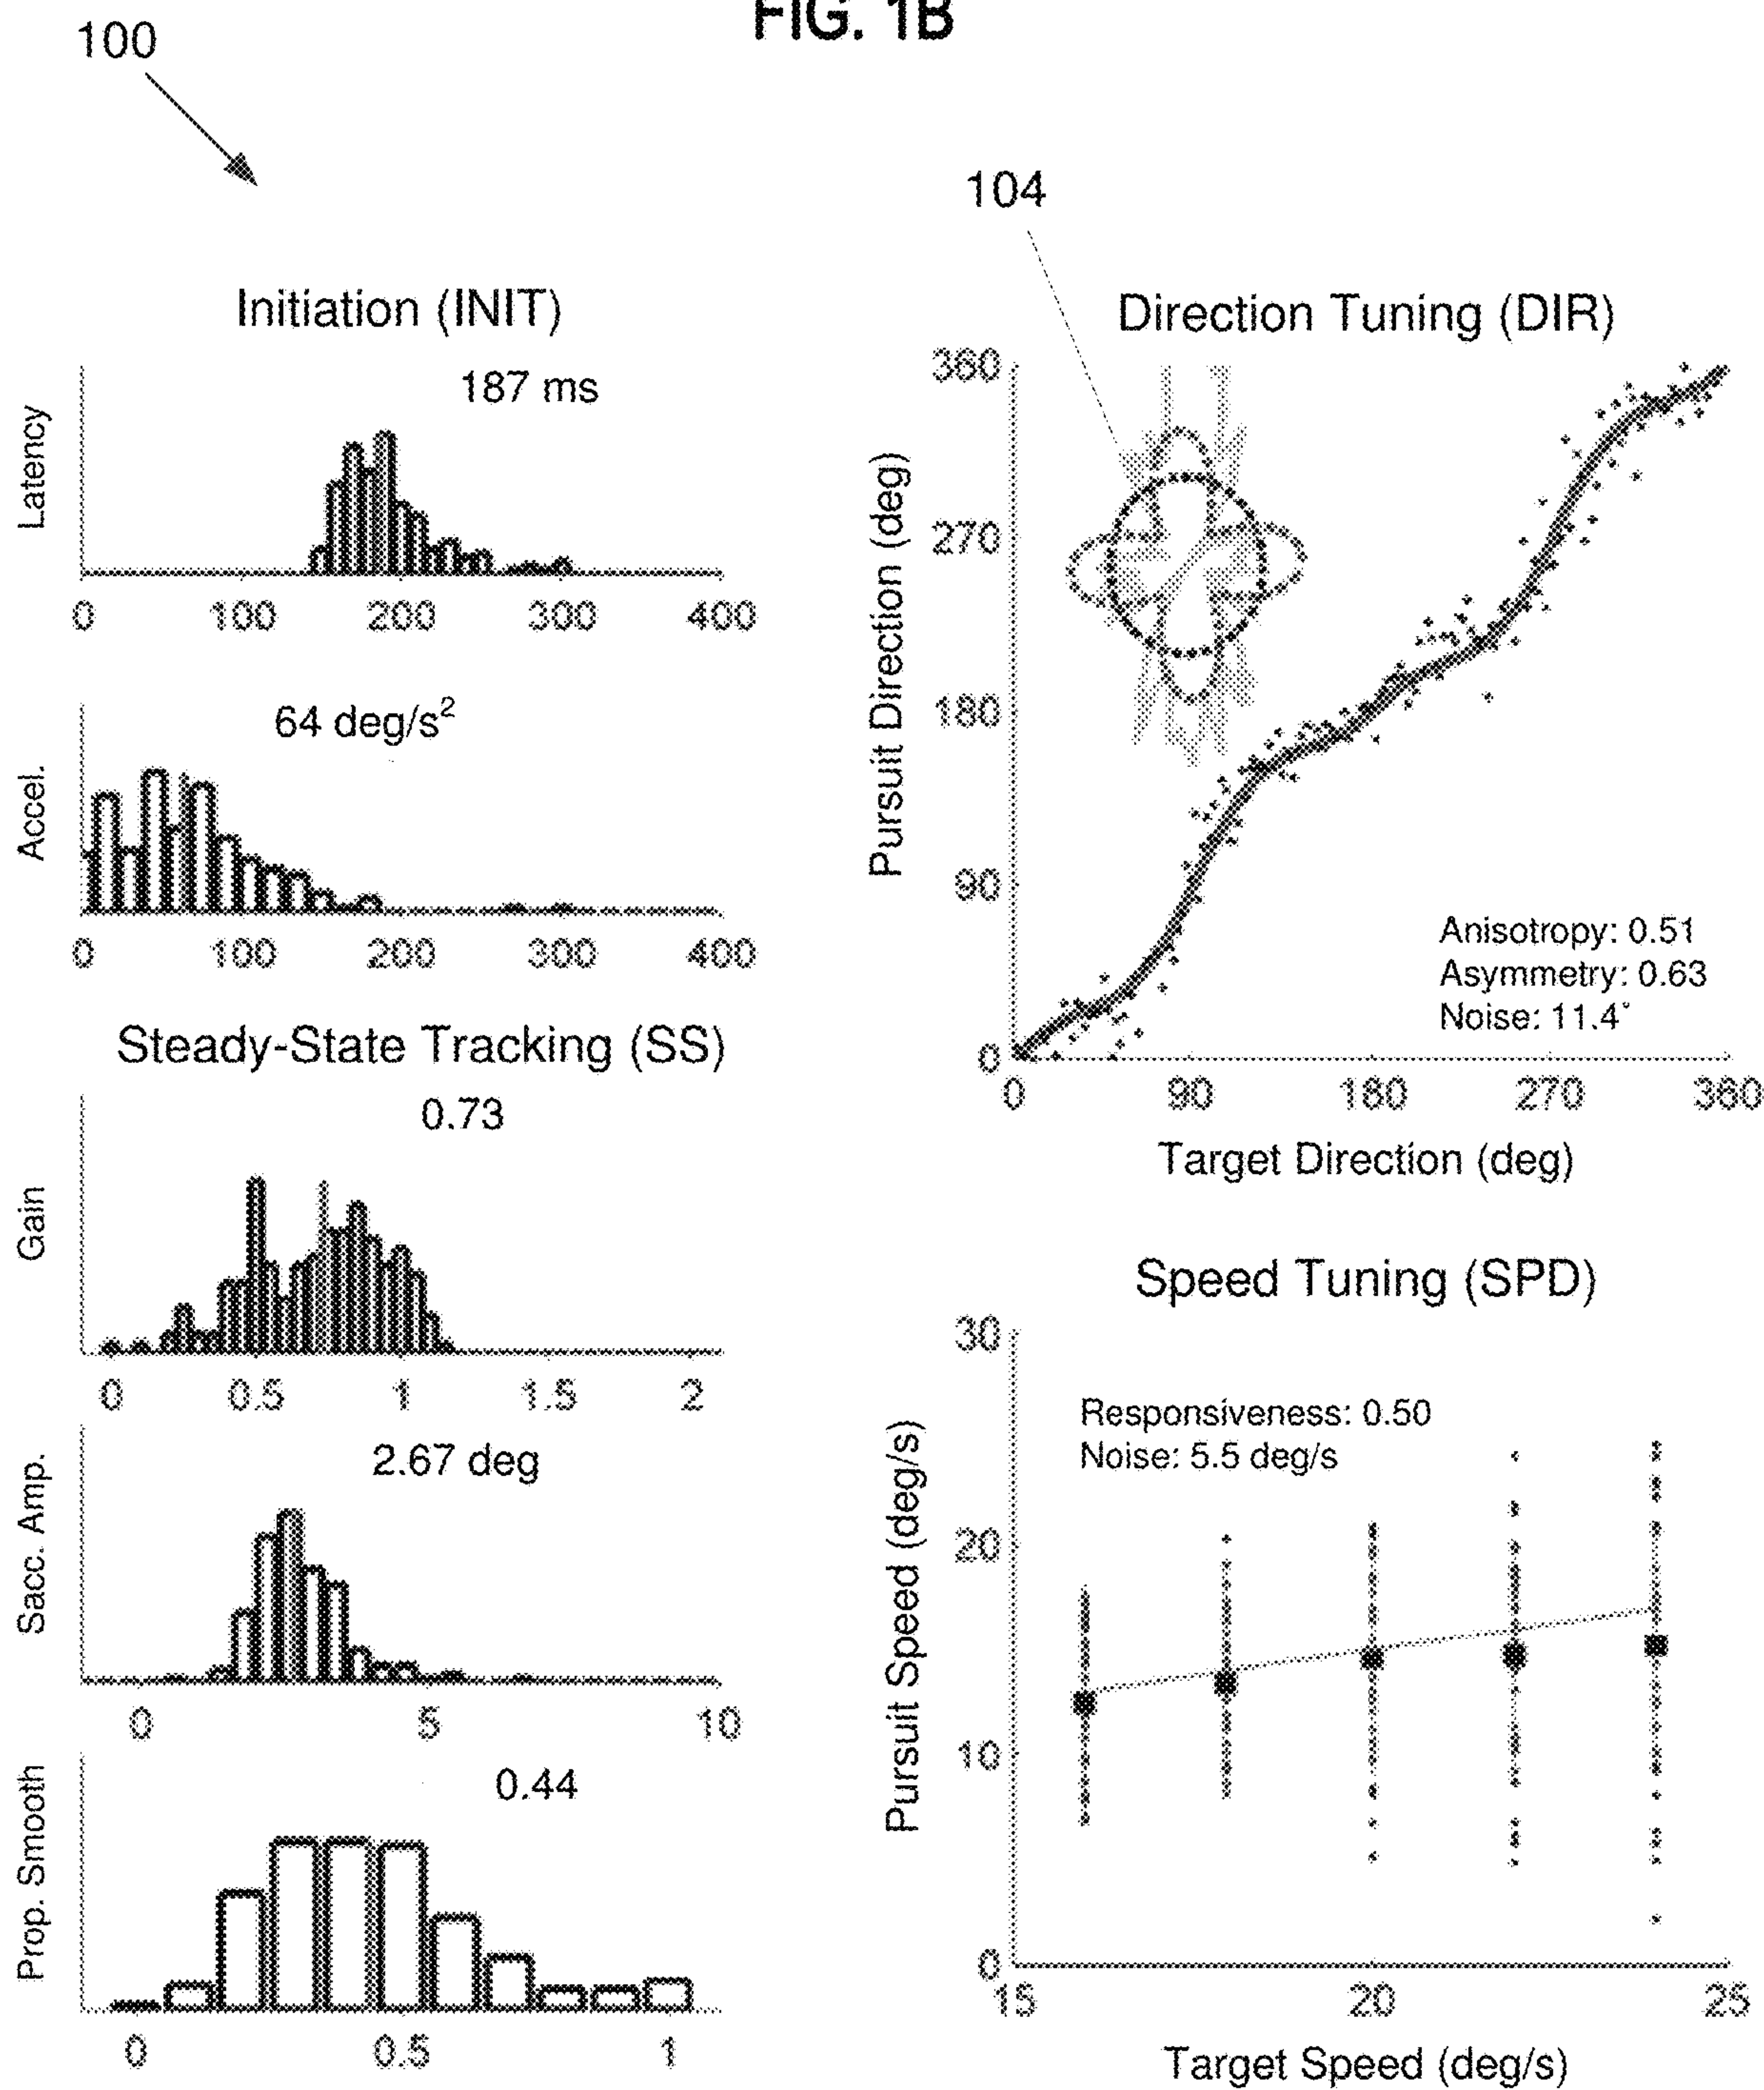 FIG. 1B
100
104
Initiation (INIT)
Latency
187 ms
0 100 200 300 400
Accel.
64 deg/s²
0 100 200 300 400
Steady-State Tracking (SS)
Gain
0.73
0 0.5 1 1.5 2
Sacc. Amp.
2.67 deg
0 5 10
Prop. Smooth
0.44
0 0.5 1
Direction Tuning (DIR)
Pursuit Direction (deg)
360
270
180
90
0
Anisotropy: 0.51
Asymmetry: 0.63
Noise: 11.4°
0 90 180 270 360
Target Direction (deg)
Speed Tuning (SPD)
Pursuit Speed (deg/s)
30
20
10
0
Responsiveness: 0.50
Noise: 5.5 deg/s
15 20 25
Target Speed (deg/s)